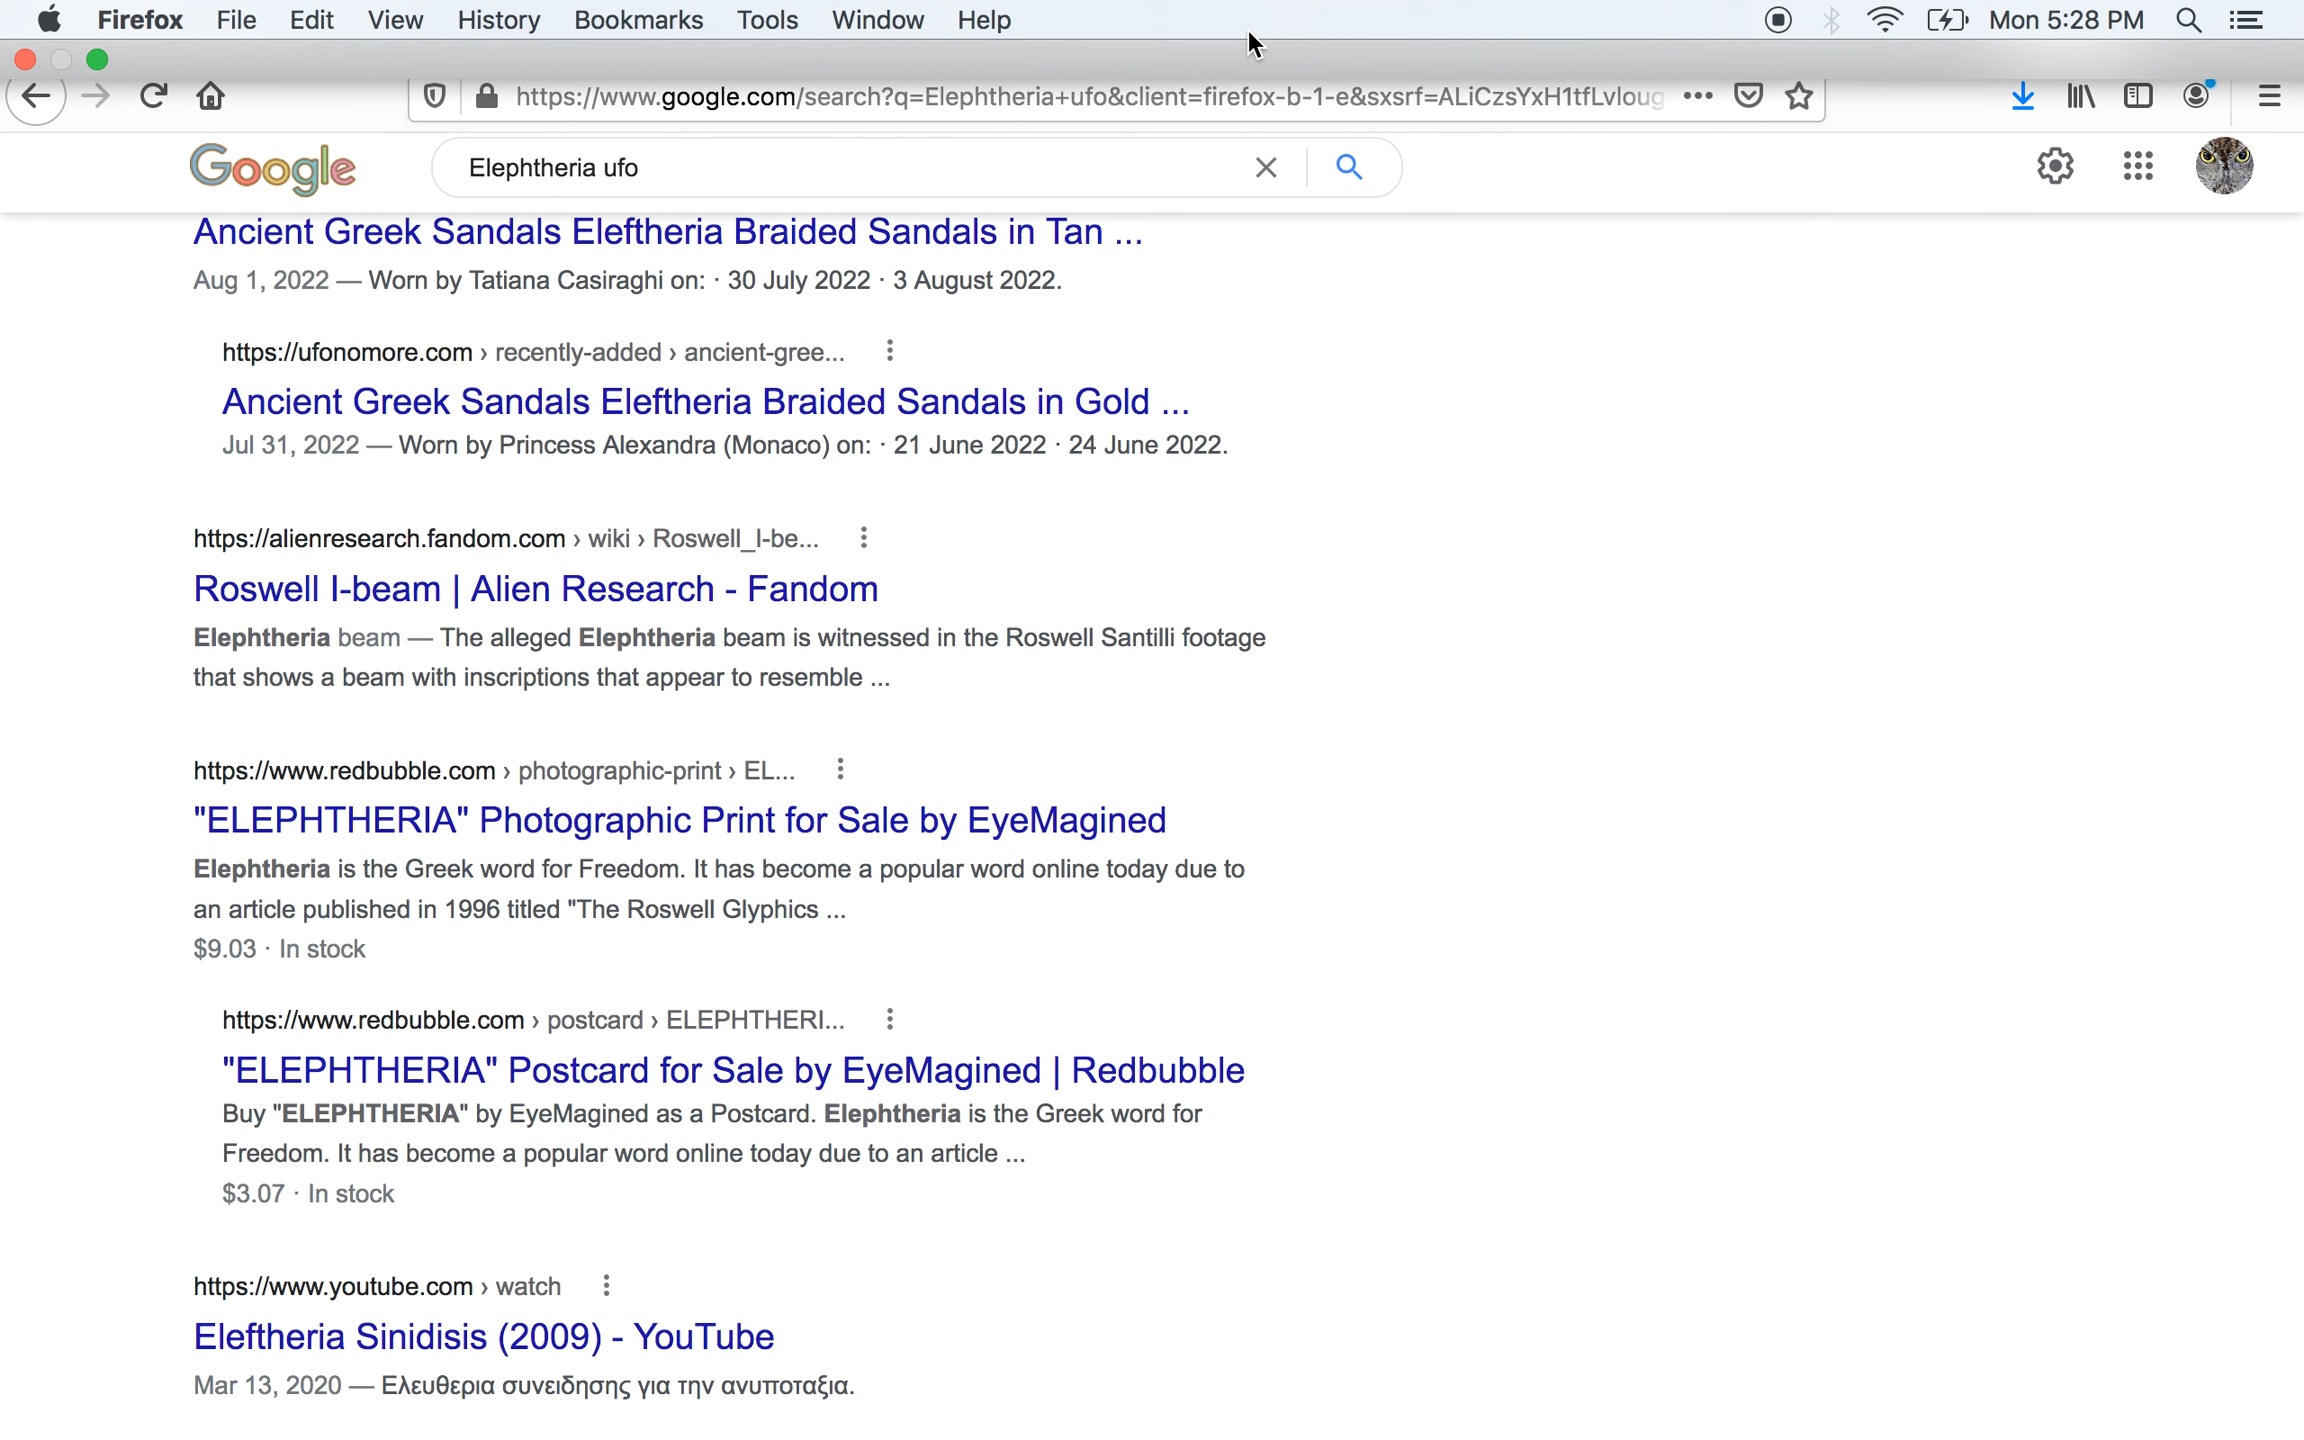 Firefox File Edit View History Bookmarks Tools Window Help Mon 5:28 PM
https://www.google.com/search?q=Elephtheria+ufo&client=firefox-b-1-e&sxsrf=ALiCzsYxH1tfLvloug
Google Elephtheria ufo
Ancient Greek Sandals Eleftheria Braided Sandals in Tan ...
Aug 1, 2022 — Worn by Tatiana Casiraghi on: · 30 July 2022 · 3 August 2022.
https://ufonomore.com › recently-added › ancient-gree...
Ancient Greek Sandals Eleftheria Braided Sandals in Gold ...
Jul 31, 2022 — Worn by Princess Alexandra (Monaco) on: · 21 June 2022 · 24 June 2022.
https://alienresearch.fandom.com › wiki › Roswell_I-be...
Roswell I-beam | Alien Research - Fandom
Elephtheria beam — The alleged Elephtheria beam is witnessed in the Roswell Santilli footage
that shows a beam with inscriptions that appear to resemble ...
https://www.redbubble.com › photographic-print › EL...
"ELEPHTHERIA" Photographic Print for Sale by EyeMagined
Elephtheria is the Greek word for Freedom. It has become a popular word online today due to
an article published in 1996 titled "The Roswell Glyphics ...
$9.03 · In stock
https://www.redbubble.com › postcard › ELEPHTHERI...
"ELEPHTHERIA" Postcard for Sale by EyeMagined | Redbubble
Buy "ELEPHTHERIA" by EyeMagined as a Postcard. Elephtheria is the Greek word for
Freedom. It has become a popular word online today due to an article ...
$3.07 · In stock
https://www.youtube.com › watch
Eleftheria Sinidisis (2009) - YouTube
Mar 13, 2020 — Ελευθερια συνειδησης για την ανυποταξια.